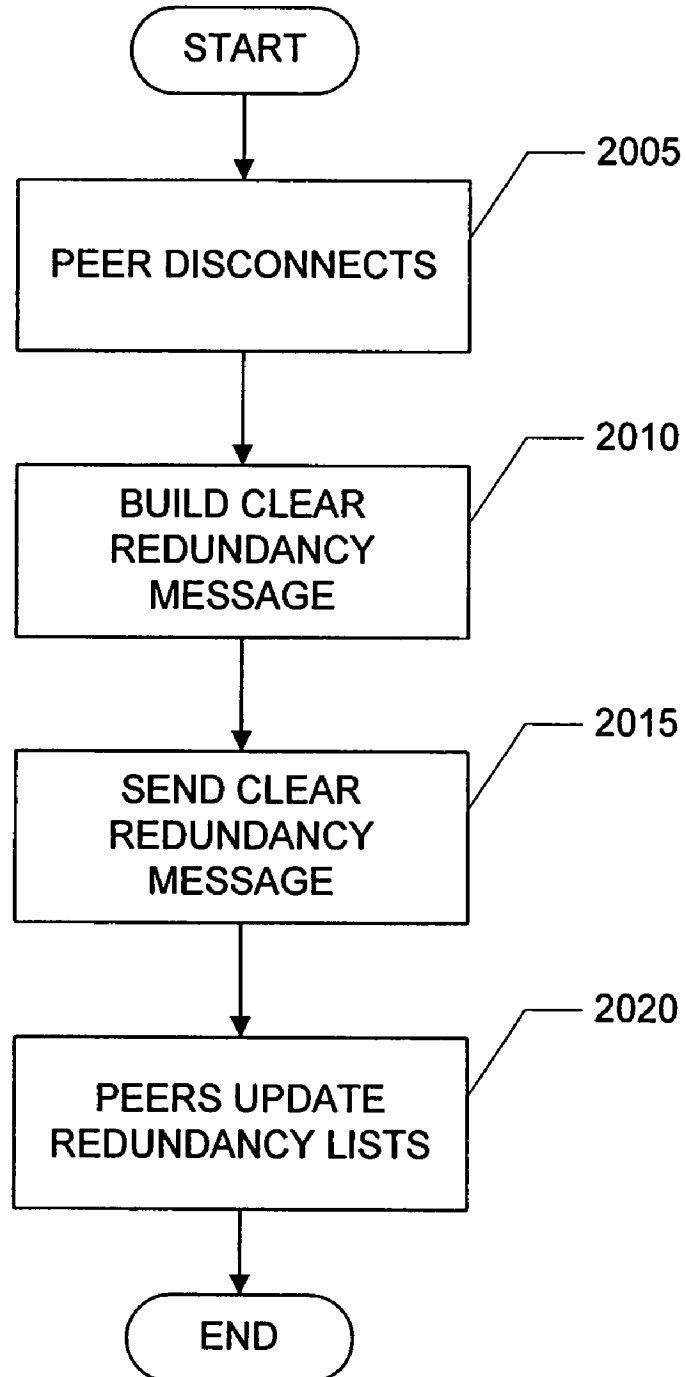 START
2005
PEER DISCONNECTS
2010
BUILD CLEAR
REDUNDANCY
MESSAGE
2015
SEND CLEAR
REDUNDANCY
MESSAGE
2020
PEERS UPDATE
REDUNDANCY LISTS
END